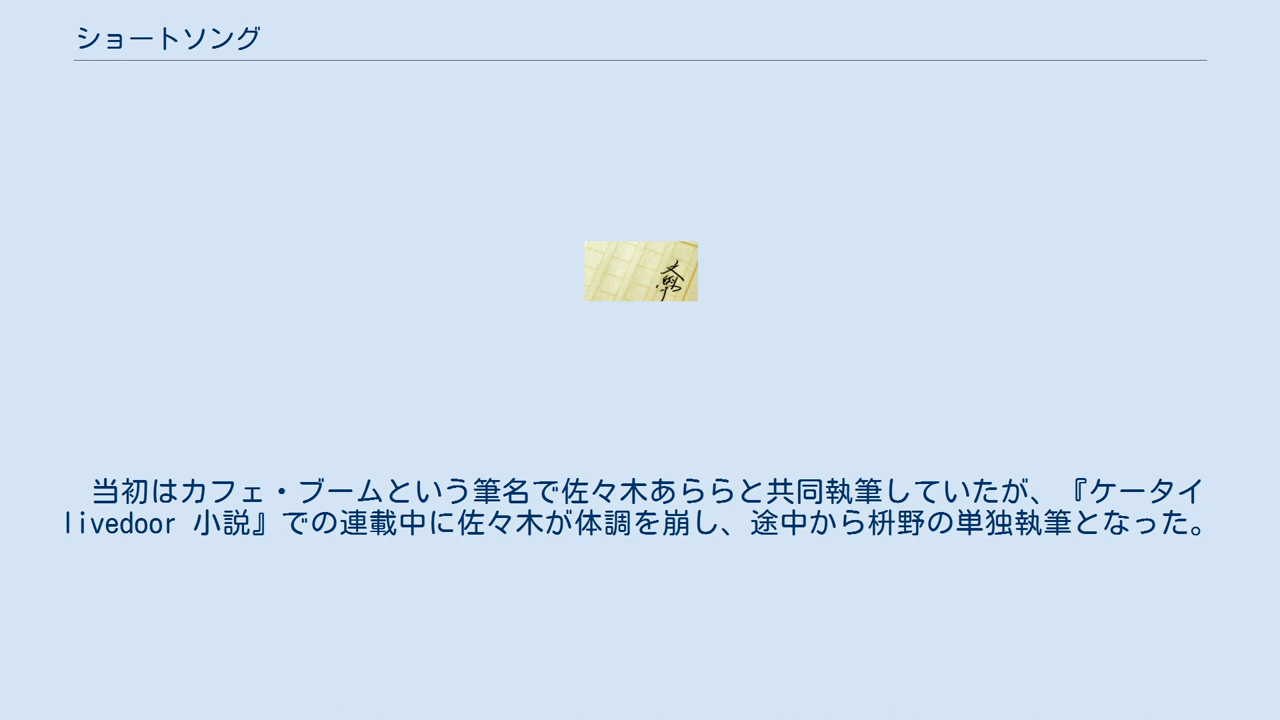 ショートソング
当初はカフェ・ブームという筆名で佐々木あららと共同執筆していたが、『ケータイ
livedoor 小説』での連載中に佐々木が体調を崩し、途中から枡野の単独執筆となった。